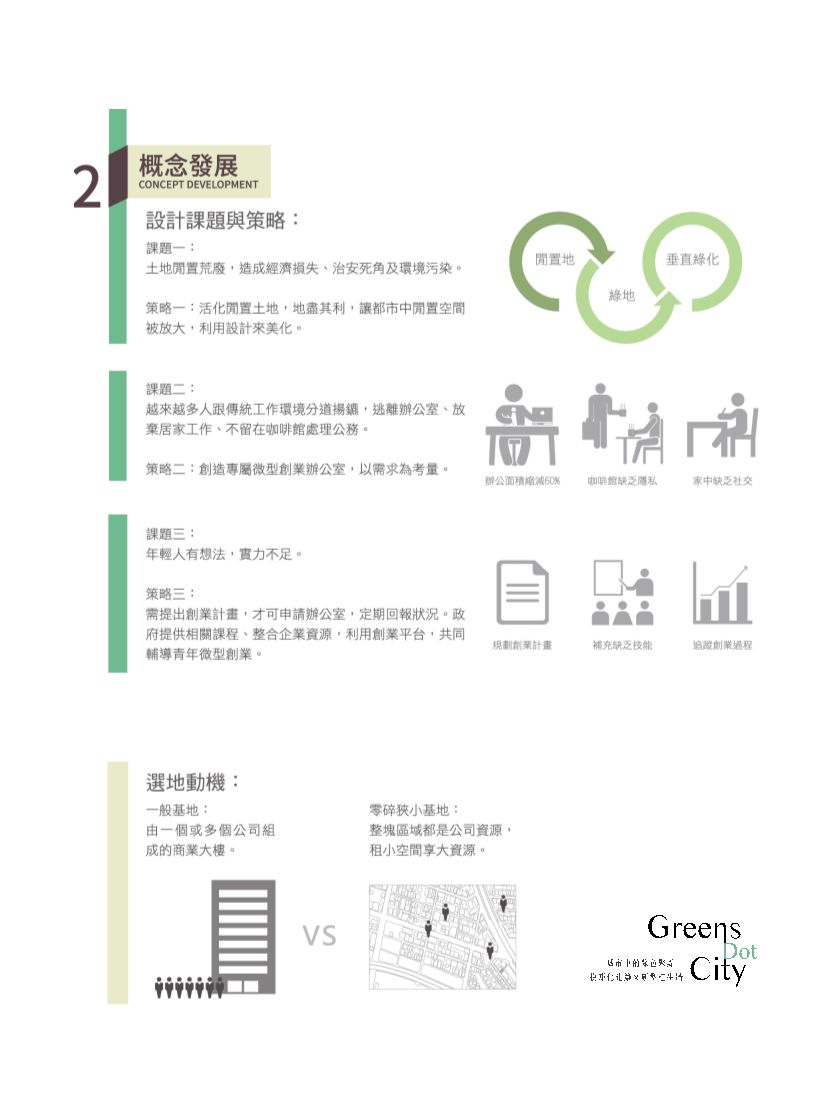 2
概念發展
CONCEPT DEVELOPMENT
設計課題與策略：
課題一：
土地閒置荒廢，造成經濟損失、治安死角及環境污染。
策略一：活化閒置土地，地盡其利，讓都市中閒置空間
被放大，利用設計來美化。
閒置地
綠地
垂直綠化
課題二：
越來越多人跟傳統工作環境分道揚鑣，逃離辦公室、放
棄居家工作、不留在咖啡館處理公務。
策略二：創造專屬微型創業辦公室，以需求為考量。
辦公面積縮減60%
咖啡館缺乏隱私
家中缺乏社交
課題三：
年輕人有想法，實力不足。
策略三：
需提出創業計畫，才可申請辦公室，定期回報狀況。政
府提供相關課程、整合企業資源，利用創業平台，共同
輔導青年微型創業。
規劃創業計畫
補充缺乏技能
追蹤創業過程
選地動機：
一般基地：
由一個或多個公司組
成的商業大樓。
零碎狹小基地：
整塊區域都是公司資源，
租小空間享大資源。
VS
Greens
Dot
City